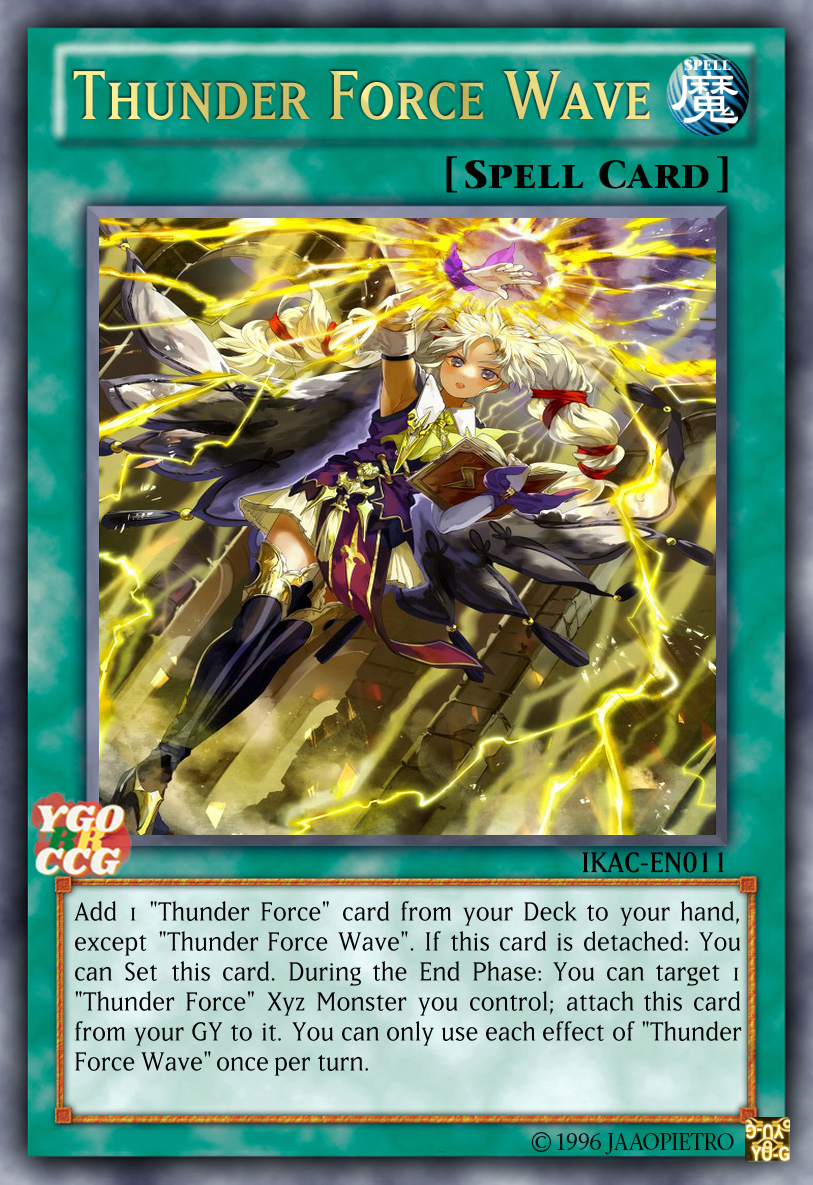 THUNDER FORCE WAVE
SPELL
魔
[SPELL CARD]
YGO
BR
CCG
IKAC-EN011
Add 1 "Thunder Force" card from your Deck to your hand,
except "Thunder Force Wave". If this card is detached: You
can Set this card. During the End Phase: You can target 1
"Thunder Force" Xyz Monster you control; attach this card
from your GY to it. You can only use each effect of "Thunder
Force Wave" once per turn.
© 1996 JAAOPIETRO